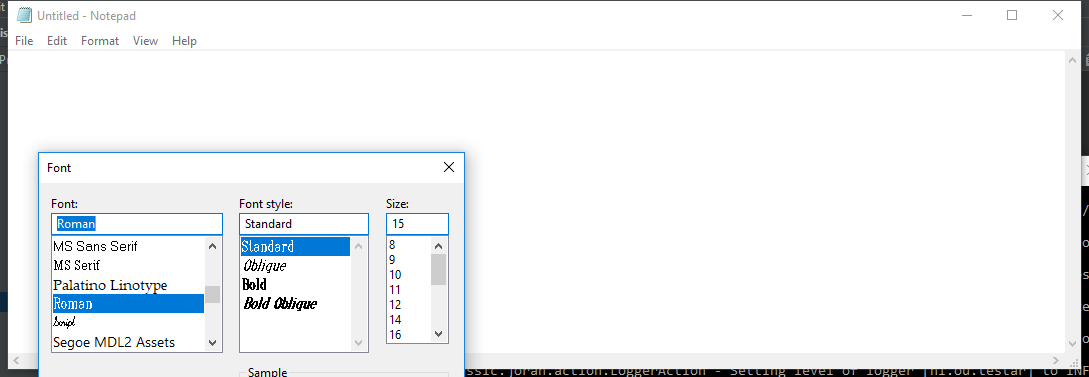 Untitled - Notepad
File Edit Format View Help
Font
Font: Font style: Size:
Roman Standard 15
MS Sans Serif
MS Serif
Palatino Linotype
Roman
Script
Segoe MDL2 Assets
Standard
Oblique
Bold
Bold Oblique
8
9
10
11
12
14
16
Sample
ssic.joran.action.LoggerAction - Setting level of logger [nl.ou.testar] to INF